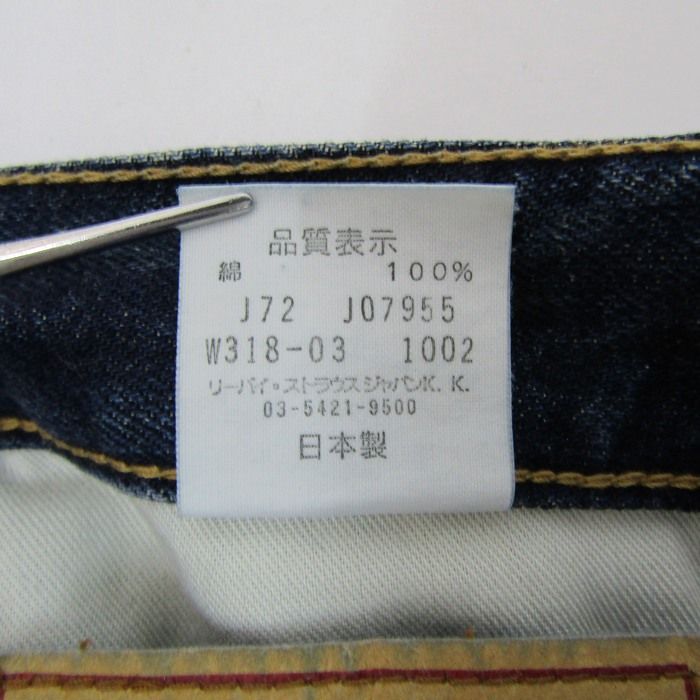 品質表示
綿 100%
J72 J07955
W318-03 1002
リーバイ・ストラウスジャパンK.K.
03-5421-9500
日本製